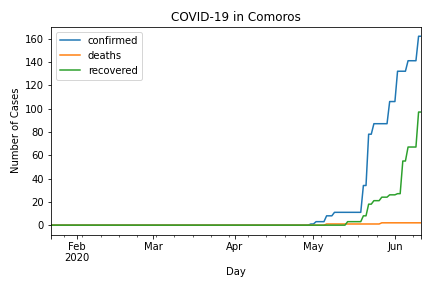 COVID-19 in Comoros
confirmed
deaths
recovered
Number of Cases
160
140
120
100
80
60
40
20
0
Feb
2020
Mar
Apr
May
Jun
Day